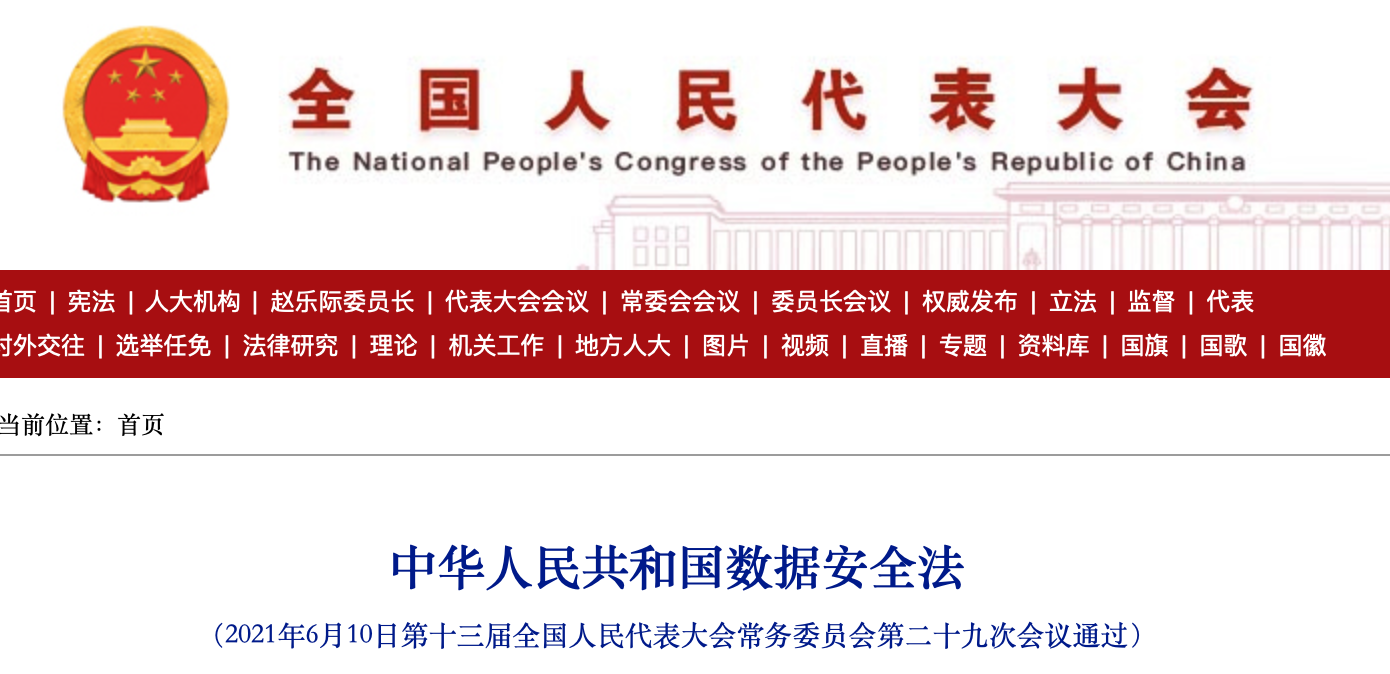 全国人民代表大会
The National People's Congress of the People's Republic of China
首页 | 宪法 | 人大机构 | 赵乐际委员长 | 代表大会会议 | 常委会会议 | 委员长会议 | 权威发布 | 立法 | 监督 | 代表
对外交往 | 选举任免 | 法律研究 | 理论 | 机关工作 | 地方人大 | 图片 | 视频 | 直播 | 专题 | 资料库 | 国旗 | 国歌 | 国徽
当前位置：首页
中华人民共和国数据安全法
（2021年6月10日第十三届全国人民代表大会常务委员会第二十九次会议通过）